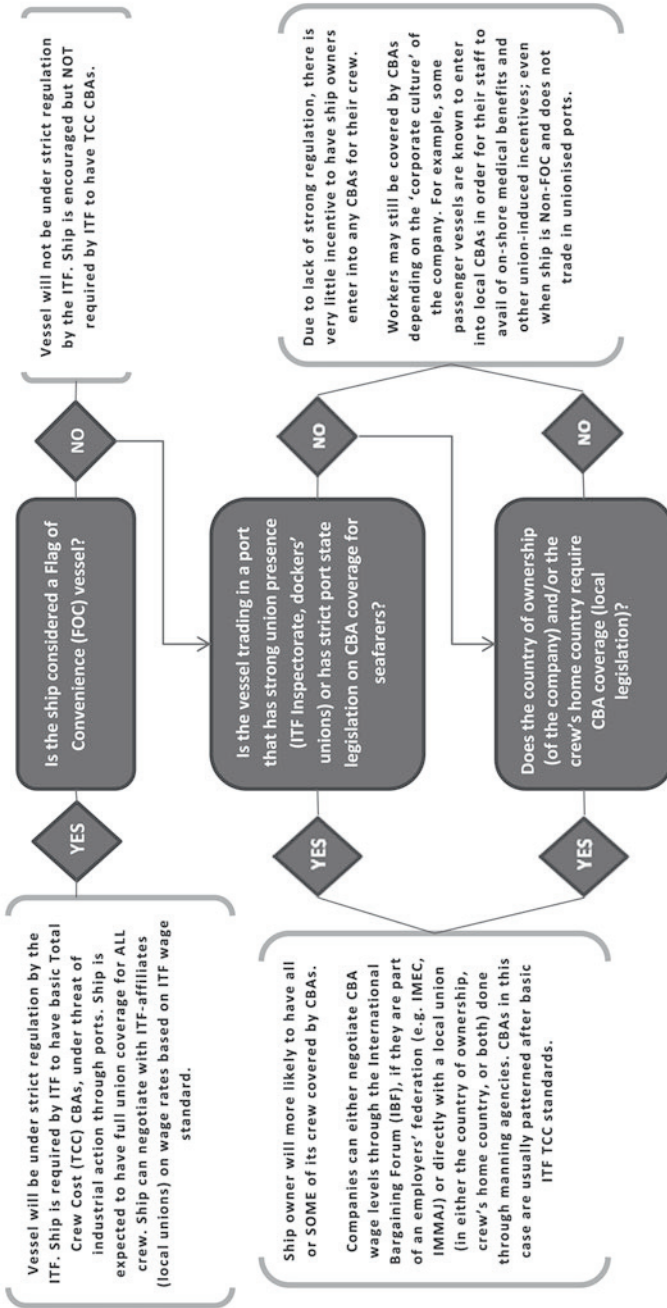 Vessel will be under strict regulation by the
ITF. Ship is required by ITF to have basic Total
Crew Cost (TCC) CBAs, under threat of
industrial action through ports. Ship is
expected to have full union coverage for ALL
crew. Ship can negotiate with ITF-affiliates
(local unions) on wage rates based on ITF wage
standard.
YES
Is the ship considered a Flag of
Convenience (FOC) vessel?
NO
Vessel will not be under strict regulation
by the ITF. Ship is encouraged but NOT
required by ITF to have TCC CBAs.
Ship owner will more likely to have all
or SOME of its crew covered by CBAs.
Companies can either negotiate CBA
wage levels through the International
Bargaining Forum (IBF), if they are part
of an employers' federation (e.g. IMEC,
IMMAJ) or directly with a local union
(in either the country of ownership,
crew's home country, or both) done
through manning agencies. CBAs in this
case are usually patterned after basic
ITF TCC standards.
YES
Is the vessel trading in a port
that has strong union presence
(ITF Inspectorate, dockers'
unions) or has strict port state
legislation on CBA coverage for
seafarers?
NO
YES
Does the country of ownership
(of the company) and/or the
crew's home country require
CBA coverage (local
legislation)?
NO
Due to lack of strong regulation, there is
very little incentive to have ship owners
enter into any CBAs for their crew.
Workers may still be covered by CBAs
depending on the 'corporate culture' of
the company. For example, some
passenger vessels are known to enter
into local CBAs in order for their staff to
avail of on-shore medical benefits and
other union-induced incentives; even
when ship is Non-FOC and does not
trade in unionised ports.